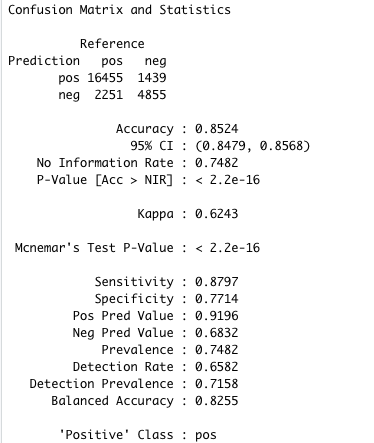 Confusion Matrix and Statistics
Reference
Prediction pos neg
pos 16455 1439
neg 2251 4855
Accuracy : 0.8524
95% CI : (0.8479, 0.8568)
No Information Rate : 0.7482
P-Value [Acc > NIR] : < 2.2e-16
Kappa : 0.6243
Mcnemar's Test P-Value : < 2.2e-16
Sensitivity : 0.8797
Specificity : 0.7714
Pos Pred Value : 0.9196
Neg Pred Value : 0.6832
Prevalence : 0.7482
Detection Rate : 0.6582
Detection Prevalence : 0.7158
Balanced Accuracy : 0.8255
'Positive' Class : pos